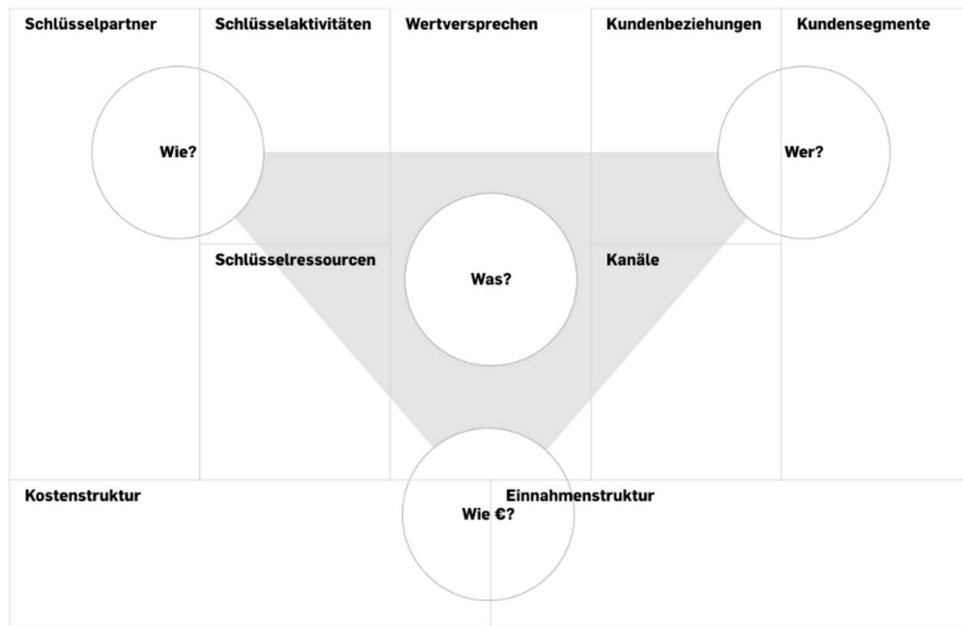 Schlüsselpartner
Schlüsselaktivitäten
Wertversprechen
Kundenbeziehungen
Kundensegmente
Wie?
Wer?
Schlüsselressourcen
Was?
Kanäle
Kostenstruktur
Einnahmenstruktur
Wie €?